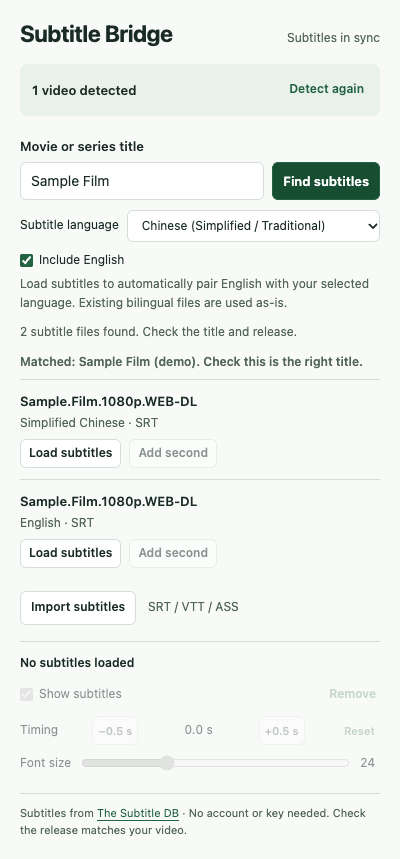 Subtitle Bridge
Subtitles in sync
1 video detected
Detect again
Movie or series title
Sample Film
Find subtitles
Subtitle language
Chinese (Simplified / Traditional)
Include English
Load subtitles to automatically pair English with your selected
language. Existing bilingual files are used as-is.
2 subtitle files found. Check the title and release.
Matched: Sample Film (demo). Check this is the right title.
Sample.Film.1080p.WEB-DL
Simplified Chinese · SRT
Load subtitles
Add second
Sample.Film.1080p.WEB-DL
English · SRT
Load subtitles
Add second
Import subtitles
SRT / VTT / ASS
No subtitles loaded
Show subtitles
Remove
Timing
−0.5 s
0.0 s
+0.5 s
Reset
Font size
24
Subtitles from The Subtitle DB · No account or key needed. Check
the release matches your video.